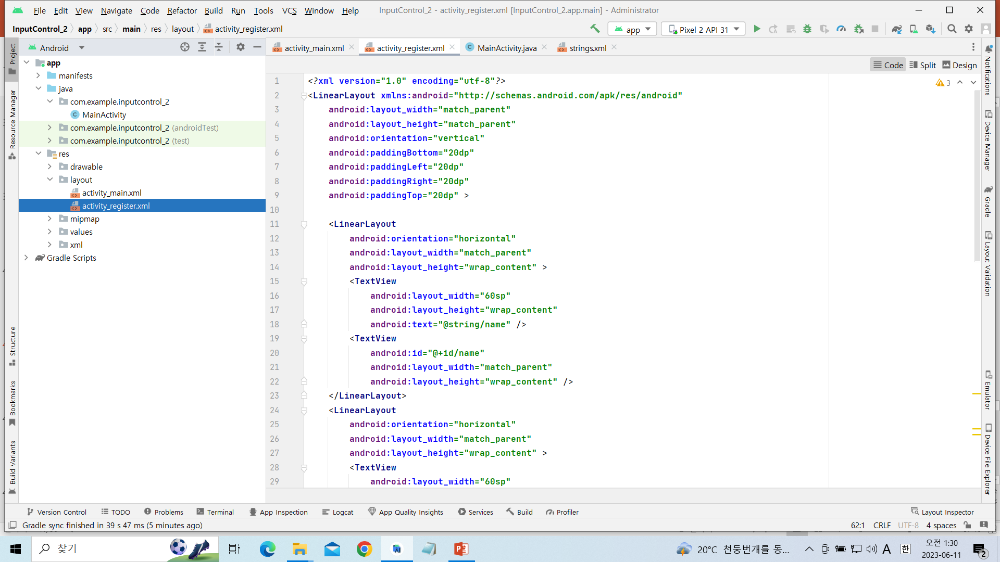 File Edit View Navigate Code Refactor Build Run Tools VCS Window Help InputControl_2 - activity_register.xml [InputControl_2.app.main] - Administrator
InputControl_2 app src main res layout activity_register.xml app Pixel 2 API 31
Android
activity_main.xml activity_register.xml MainActivity.java strings.xml
Code Split Design
3
app
manifests
java
com.example.inputcontrol_2
MainActivity
com.example.inputcontrol_2 (androidTest)
com.example.inputcontrol_2 (test)
res
drawable
layout
activity_main.xml
activity_register.xml
mipmap
values
xml
Gradle Scripts
1 <?xml version="1.0" encoding="utf-8"?>
2 <LinearLayout xmlns:android="http://schemas.android.com/apk/res/android"
3 android:layout_width="match_parent"
4 android:layout_height="match_parent"
5 android:orientation="vertical"
6 android:paddingBottom="20dp"
7 android:paddingLeft="20dp"
8 android:paddingRight="20dp"
9 android:paddingTop="20dp" >
10
11 <LinearLayout
12 android:orientation="horizontal"
13 android:layout_width="match_parent"
14 android:layout_height="wrap_content" >
15 <TextView
16 android:layout_width="60sp"
17 android:layout_height="wrap_content"
18 android:text="@string/name" />
19 <TextView
20 android:id="@+id/name"
21 android:layout_width="match_parent"
22 android:layout_height="wrap_content" />
23 </LinearLayout>
24 <LinearLayout
25 android:orientation="horizontal"
26 android:layout_width="match_parent"
27 android:layout_height="wrap_content" >
28 <TextView
29 android:layout_width="60sp"
Project
Resource Manager
Structure
Bookmarks
Build Variants
Notifications
Device Manager
Gradle
Layout Validation
Emulator
Device File Explorer
Version Control TODO Problems Terminal App Inspection Logcat App Quality Insights Services Build Profiler Layout Inspector
Gradle sync finished in 39 s 47 ms (5 minutes ago) 62:1 CRLF UTF-8 4 spaces
찾기 20°C 천둥번개를 동... A 한 오전 1:30
2023-06-11 2